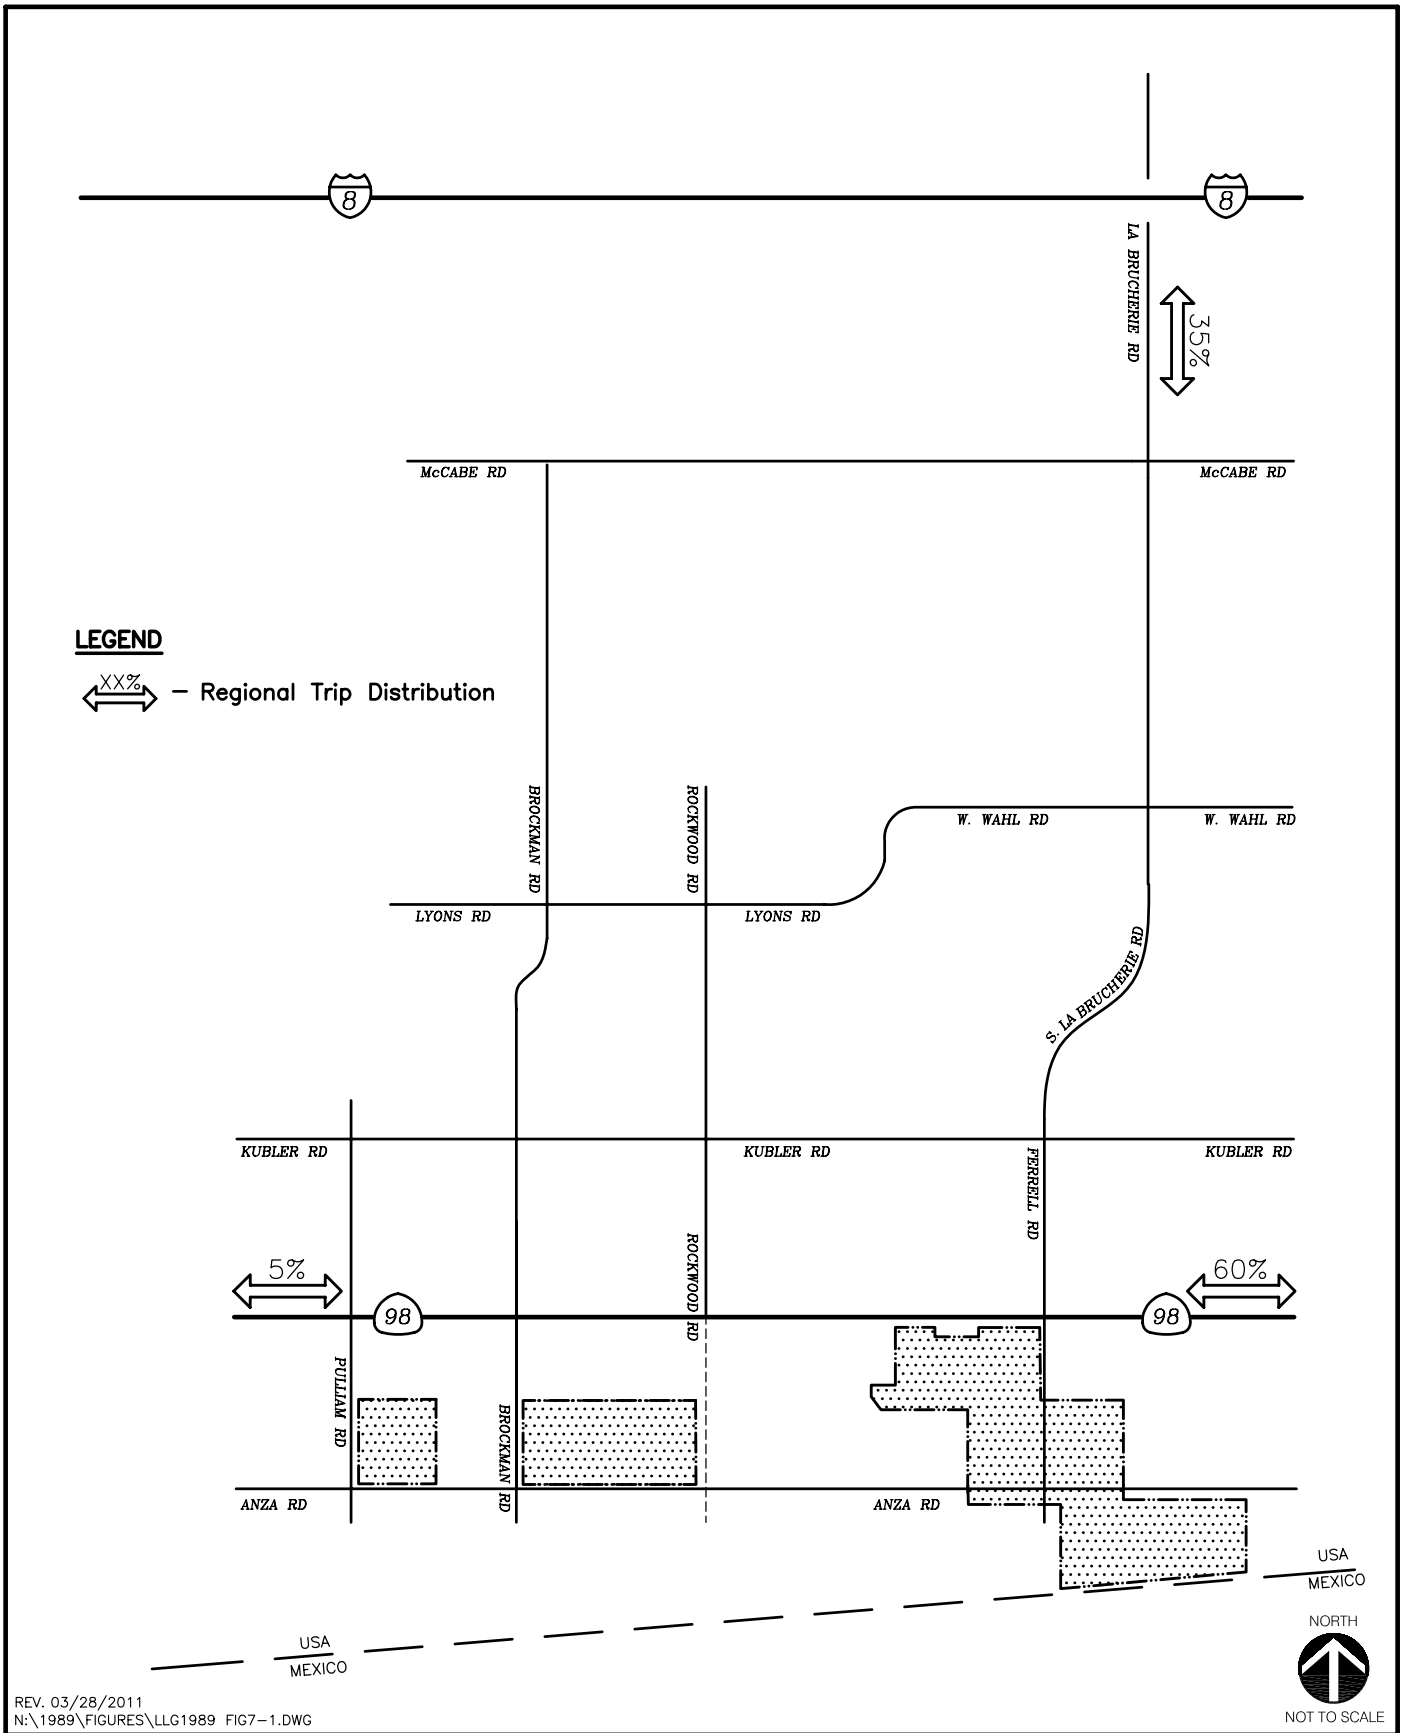 8
8
LA BRUCHERIE RD
35%
McCABE RD
McCABE RD
LEGEND
XX% - Regional Trip Distribution
BROCKMAN RD
ROCKWOOD RD
W. WAHL RD
W. WAHL RD
LYONS RD
LYONS RD
S. LA BRUCHERIE RD
KUBLER RD
KUBLER RD
KUBLER RD
FERRELL RD
ROCKWOOD RD
5%
60%
98
98
PULLIAM RD
BROCKMAN RD
ANZA RD
ANZA RD
USA
MEXICO
USA
MEXICO
NORTH
NOT TO SCALE
REV. 03/28/2011
N:\1989\FIGURES\LLG1989 FIG7-1.DWG